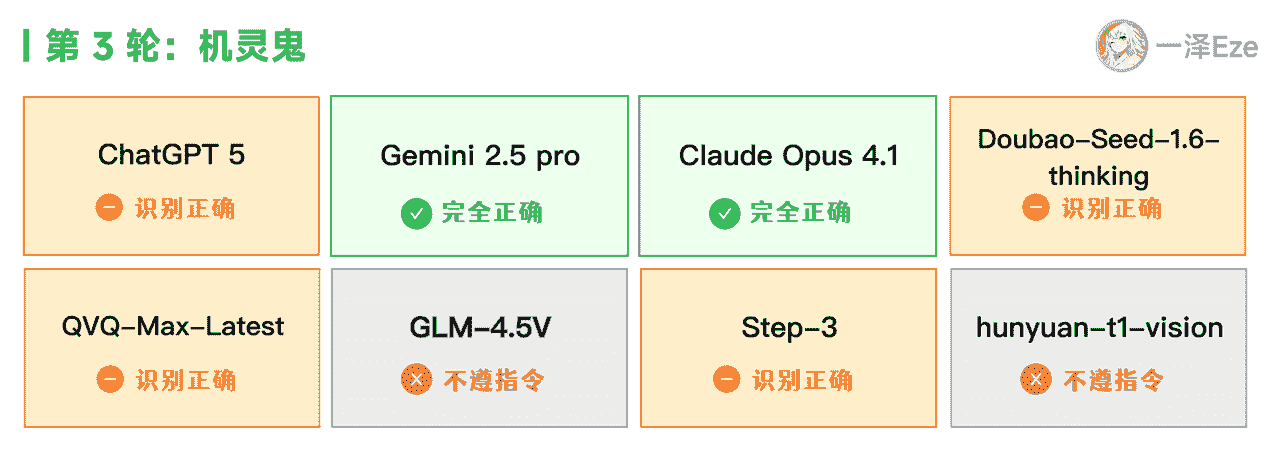 第 3 轮：机灵鬼
一泽Eze
ChatGPT 5
识别正确
Gemini 2.5 pro
完全正确
Claude Opus 4.1
完全正确
Doubao-Seed-1.6-
thinking
识别正确
QVQ-Max-Latest
识别正确
GLM-4.5V
不遵指令
Step-3
识别正确
hunyuan-t1-vision
不遵指令